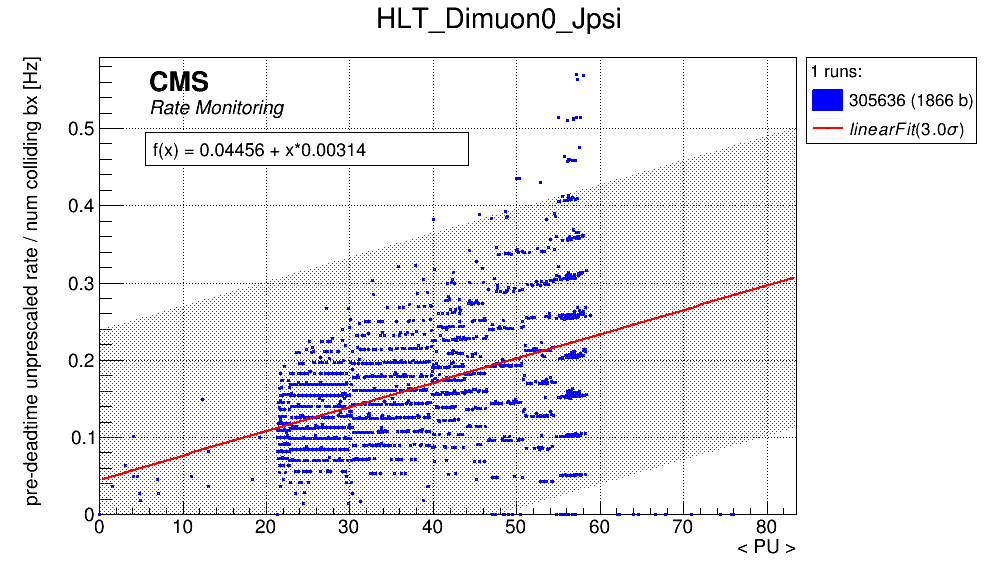 HLT_Dimuon0_Jpsi
pre-deadtime unprescaled rate / num colliding bx [Hz]
CMS
Rate Monitoring
f(x) = 0.04456 + x*0.00314
1 runs:
305636 (1866 b)
linearFit(3.0σ)
0.5
0.4
0.3
0.2
0.1
0
0 10 20 30 40 50 60 70 80
< PU >